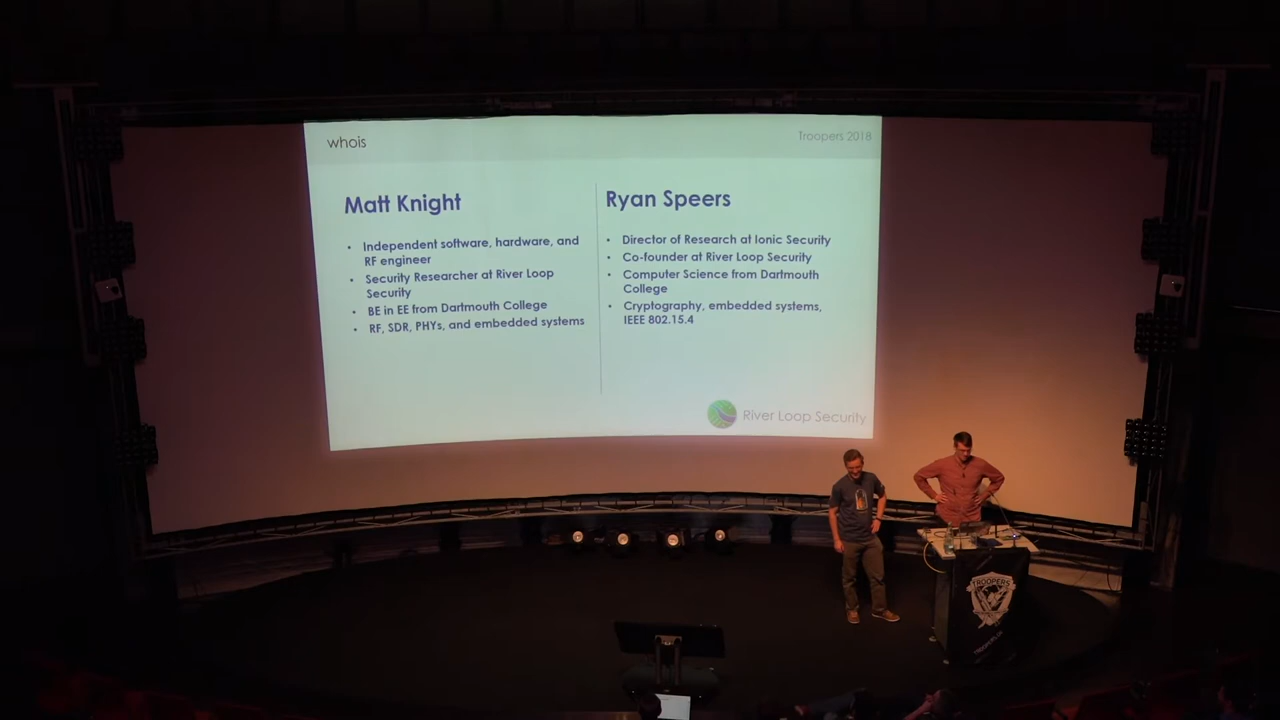 whois
Troopers 2018
Matt Knight
• Independent software, hardware, and
RF engineer
• Security Researcher at River Loop
Security
• BE in EE from Dartmouth College
• RF, SDR, PHYs, and embedded systems
Ryan Speers
• Director of Research at Ionic Security
• Co-founder at River Loop Security
• Computer Science from Dartmouth
College
• Cryptography, embedded systems,
IEEE 802.15.4
River Loop Security
TROOPERS